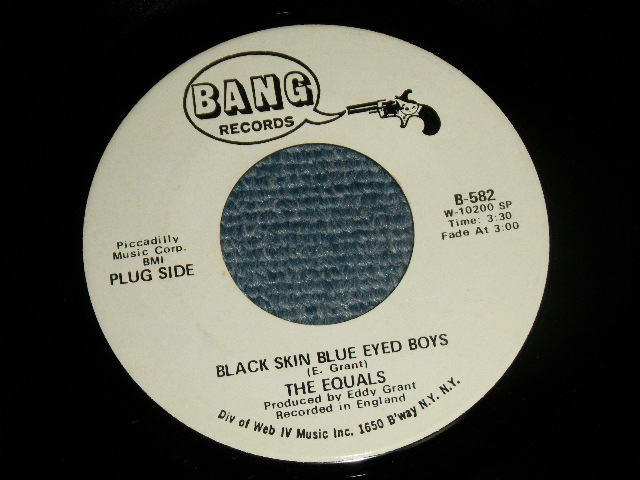 BANG
RECORDS
B-582
W-10200 SP
Time: 3:30
Fade At 3:00
Piccadilly
Music Corp.
BMI
PLUG SIDE
BLACK SKIN BLUE EYED BOYS
(E. Grant)
THE EQUALS
Produced by Eddy Grant
Recorded in England
Div of Web IV Music Inc. 1650 B'way N.Y. N.Y.